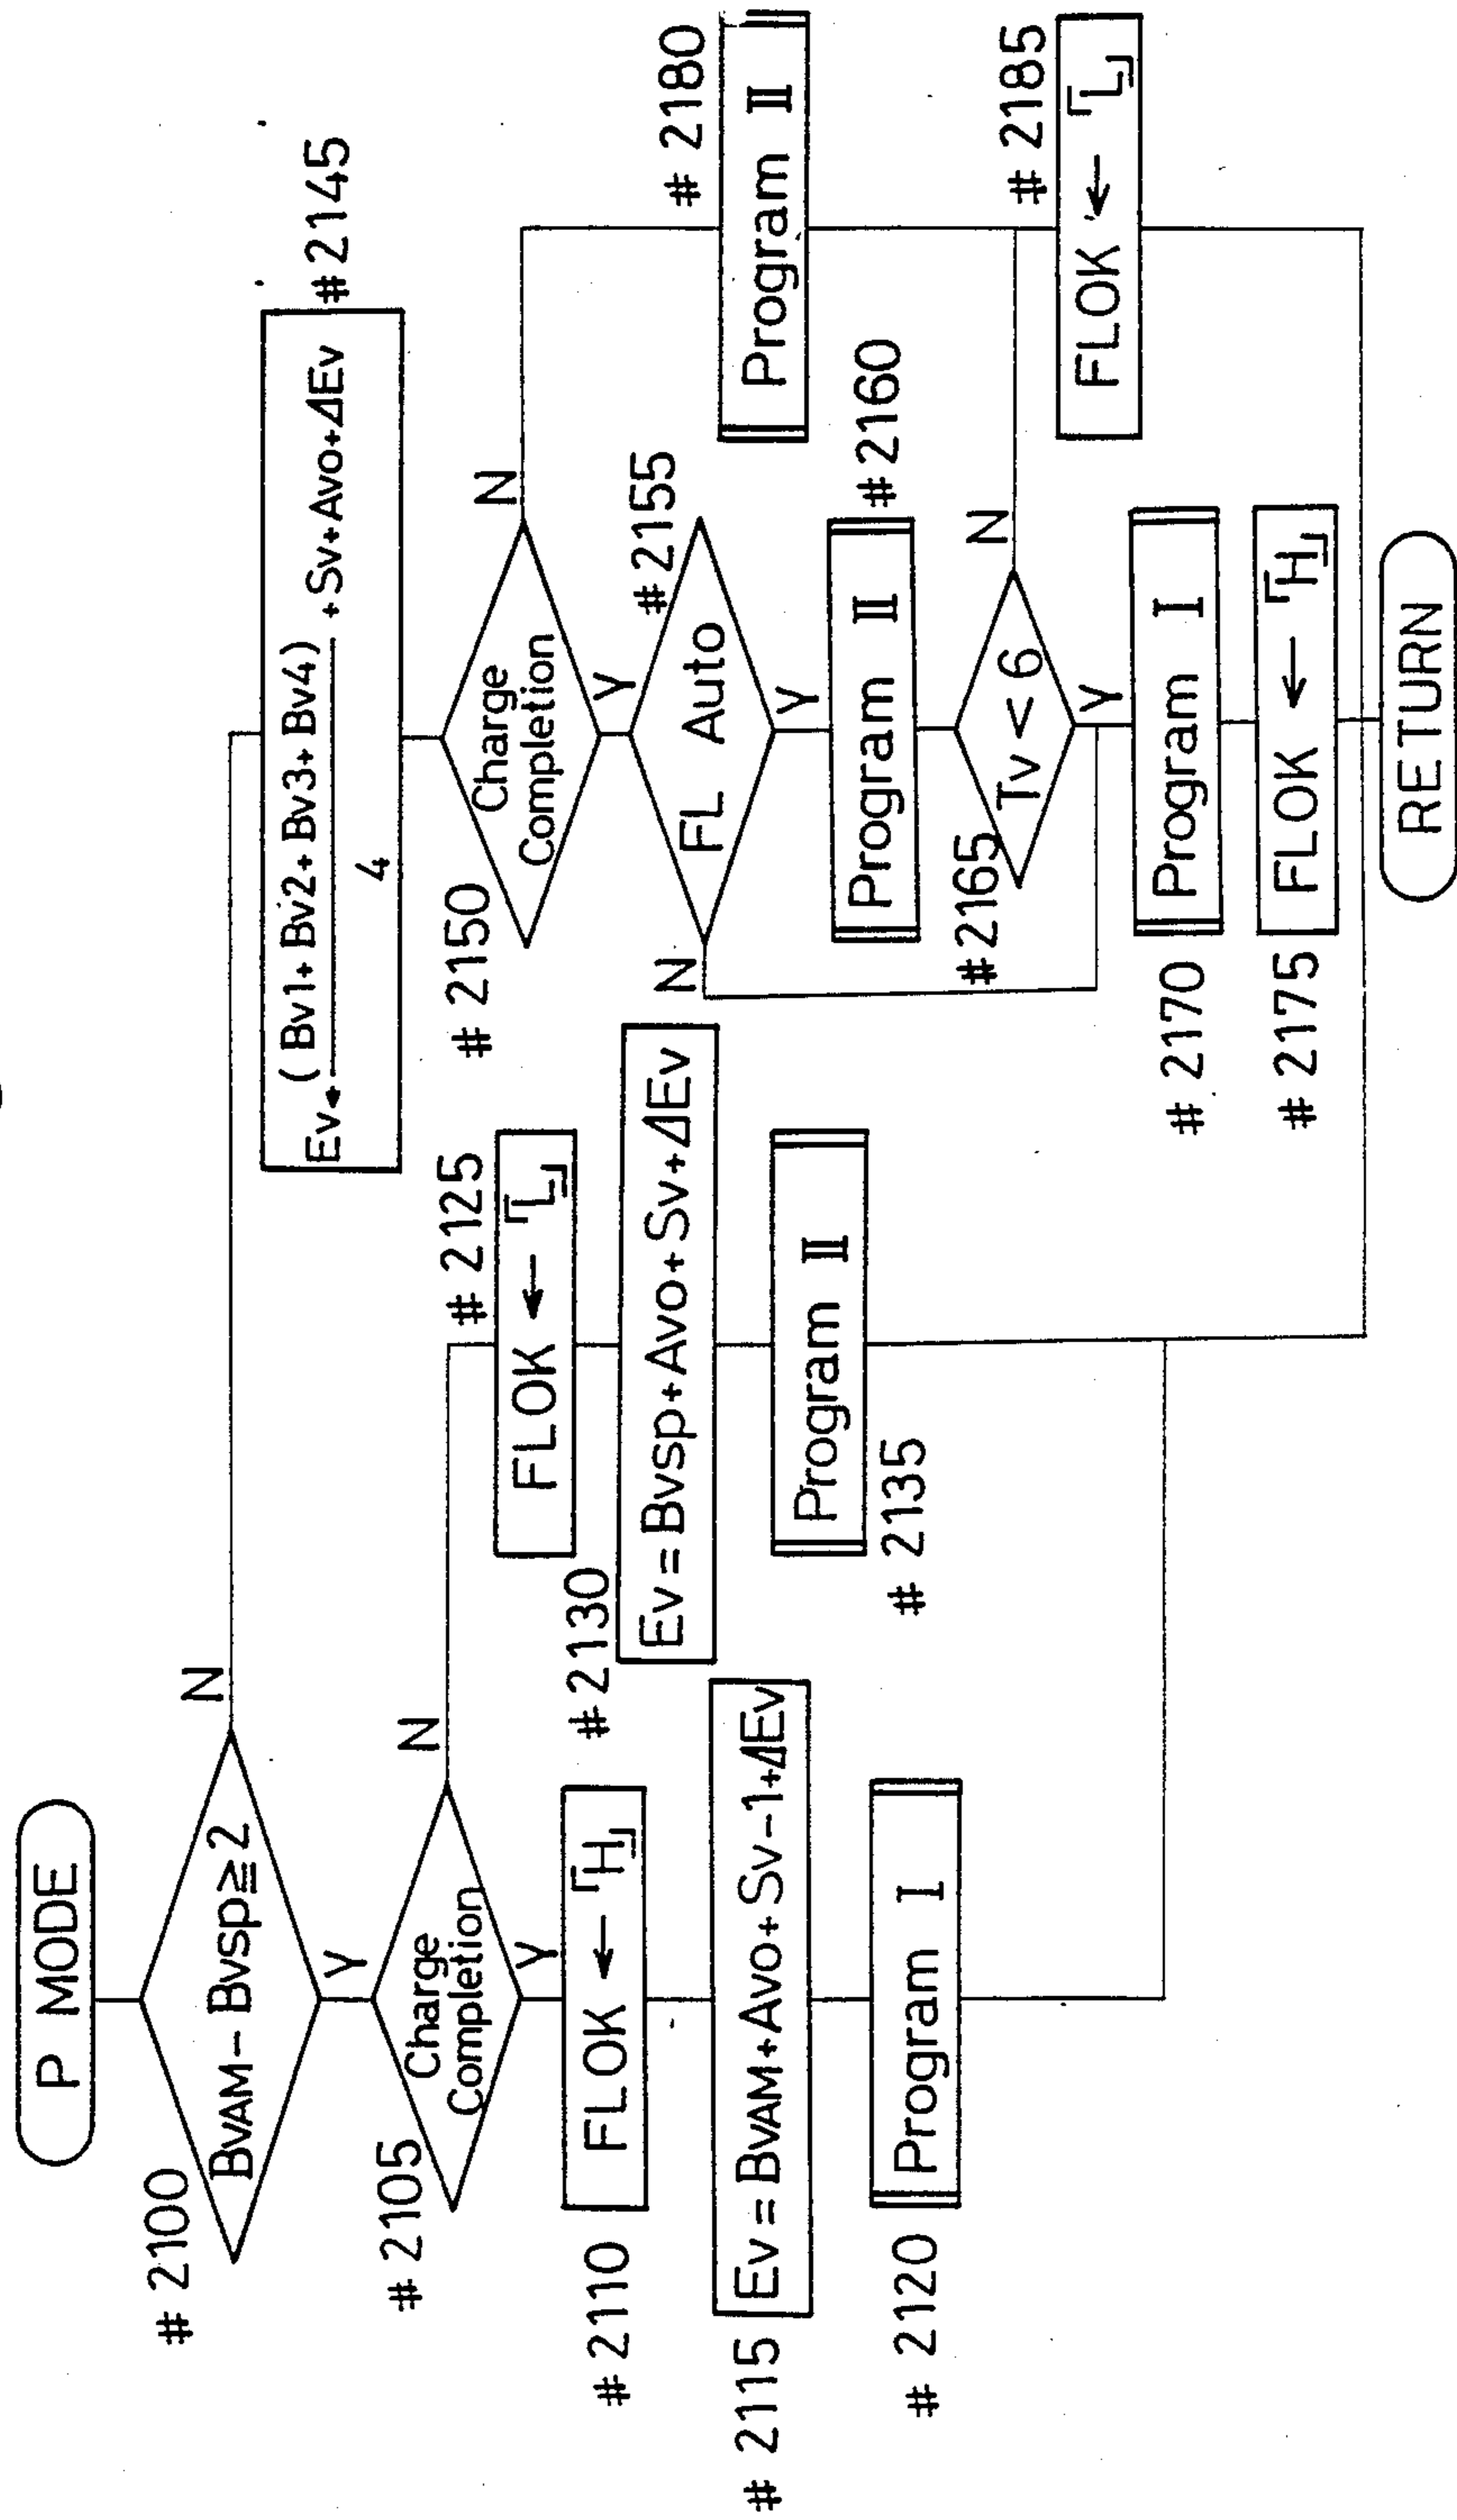 P MODE
# 2100
BVAM - BVSP ≧ 2
N
Y
# 2105
Charge
Completion
N
Y
# 2110
FLOK ← 「H」
# 2115
Ev = BVAM + Avo + Sv - 1 + ΔEv
# 2120
Program I
# 2125
FLOK ← 「L」
# 2130
Ev = Bvsp + Avo + Sv + ΔEv
Program II
# 2135
# 2145
Ev ← (Bv1 + Bv2 + Bv3 + Bv4) + Sv + Avo + ΔEv
4
# 2150
Charge
Completion
N
Y
# 2155
FL Auto
N
Y
Program II
# 2160
# 2165
Tv < 6
N
Y
# 2170
Program I
# 2175
FLOK ← 「H」
# 2180
Program II
# 2185
FLOK ← 「L」
RETURN